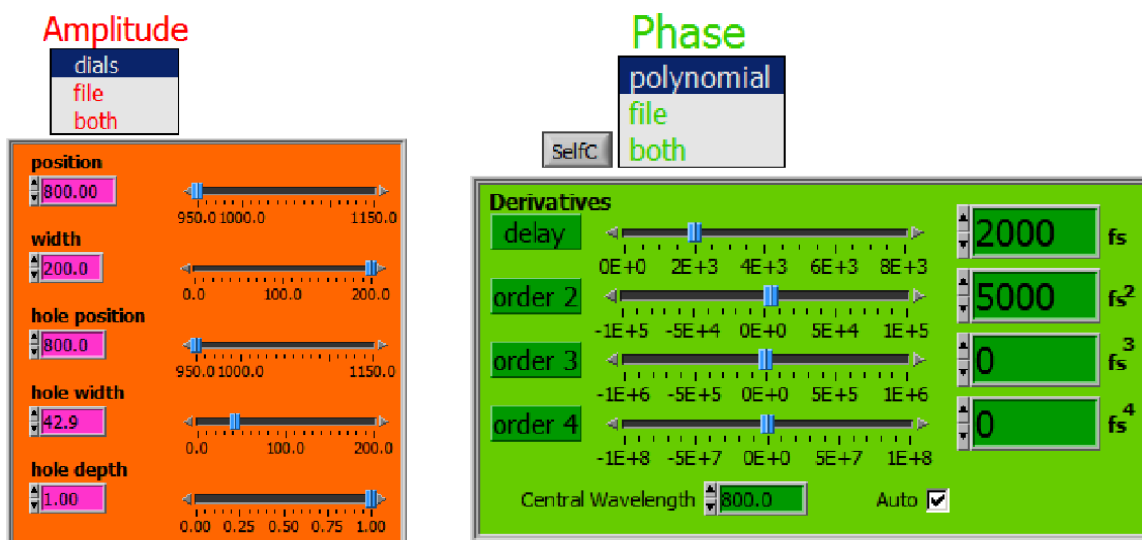 Amplitude
dials
file
both
position
800.00
950.0 1000.0 1150.0
width
200.0
0.0 100.0 200.0
hole position
800.0
950.0 1000.0 1150.0
hole width
42.9
0.0 100.0 200.0
hole depth
1.00
0.00 0.25 0.50 0.75 1.00
Phase
polynomial
file
both
SelfC
Derivatives
delay 2000 fs
0E+0 2E+3 4E+3 6E+3 8E+3
order 2 5000 fs²
-1E+5 -5E+4 0E+0 5E+4 1E+5
order 3 0 fs³
-1E+6 -5E+5 0E+0 5E+5 1E+6
order 4 0 fs⁴
-1E+8 -5E+7 0E+0 5E+7 1E+8
Central Wavelength 800.0 Auto